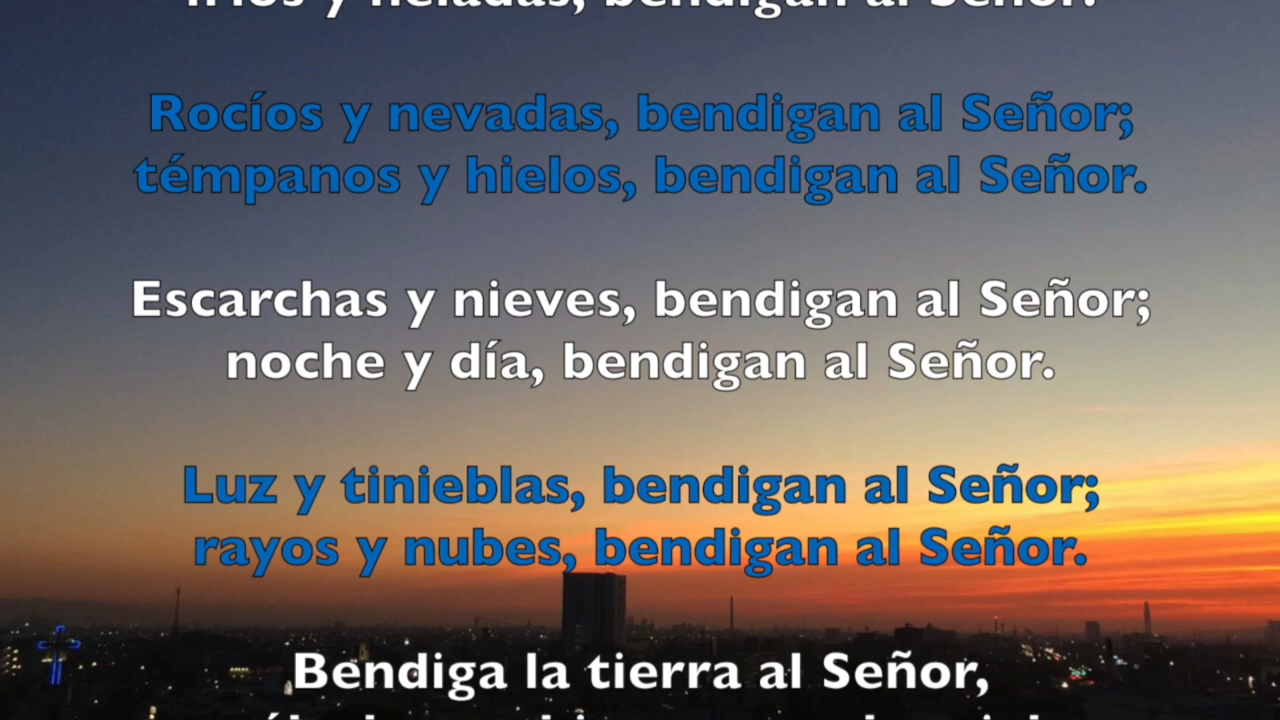 fríos y heladas, bendigan al Señor.
Rocíos y nevadas, bendigan al Señor;
témpanos y hielos, bendigan al Señor.
Escarchas y nieves, bendigan al Señor;
noche y día, bendigan al Señor.
Luz y tinieblas, bendigan al Señor;
rayos y nubes, bendigan al Señor.
Bendiga la tierra al Señor,